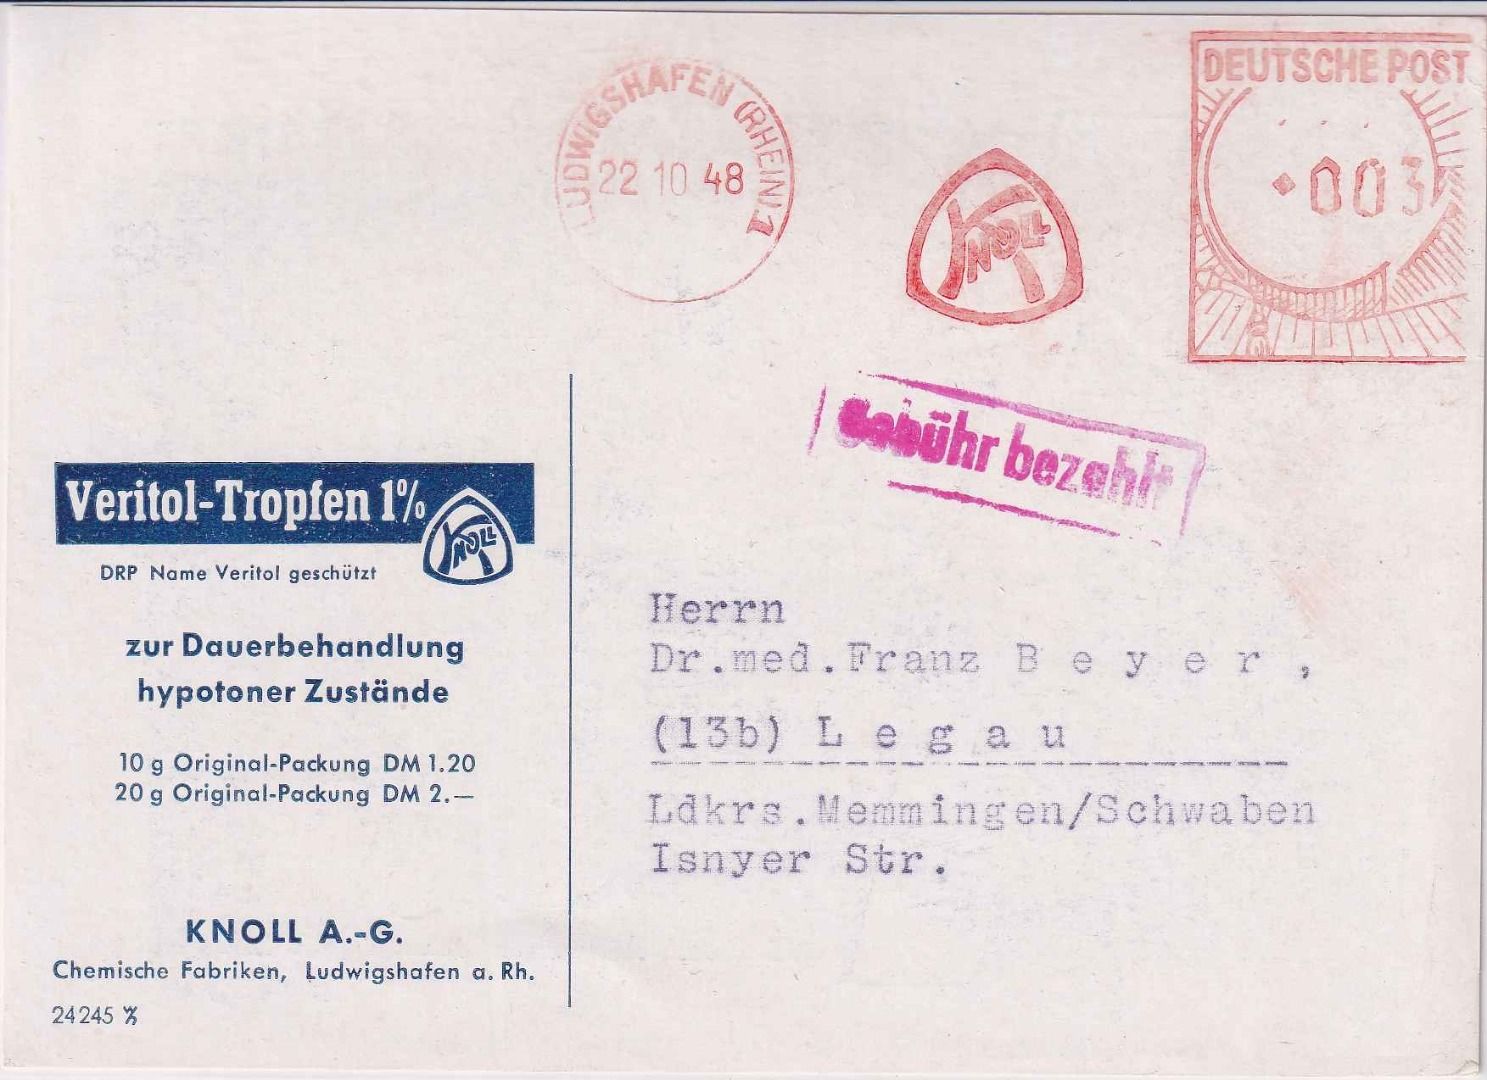 LUDWIGSHAFEN (RHEIN) 1
22 10 48
KNOLL
DEUTSCHE POST
003
Gebühr bezahlt
Veritol-Tropfen 1%
KNOLL
DRP Name Veritol geschützt
zur Dauerbehandlung
hypotoner Zustände
10 g Original-Packung DM 1.20
20 g Original-Packung DM 2.—
KNOLL A.-G.
Chemische Fabriken, Ludwigshafen a. Rh.
24245
Herrn
Dr.med.Franz B e y e r ,
(13b) L e g a u
Ldkrs.Memmingen/Schwaben
Isnyer Str.